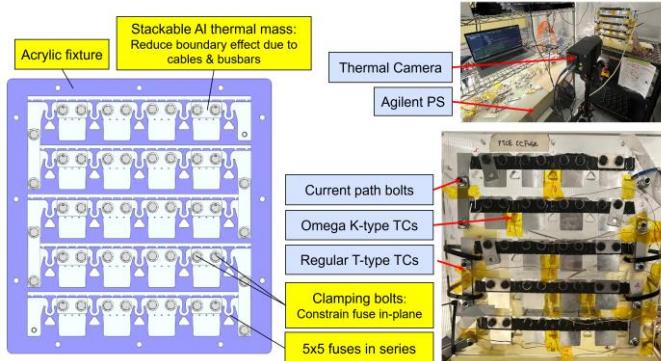 Acrylic fixture
Stackable Al thermal mass:
Reduce boundary effect due to
cables & busbars
Thermal Camera
Agilent PS
Current path bolts
Omega K-type TCs
Regular T-type TCs
Clamping bolts:
Constrain fuse in-plane
5x5 fuses in series